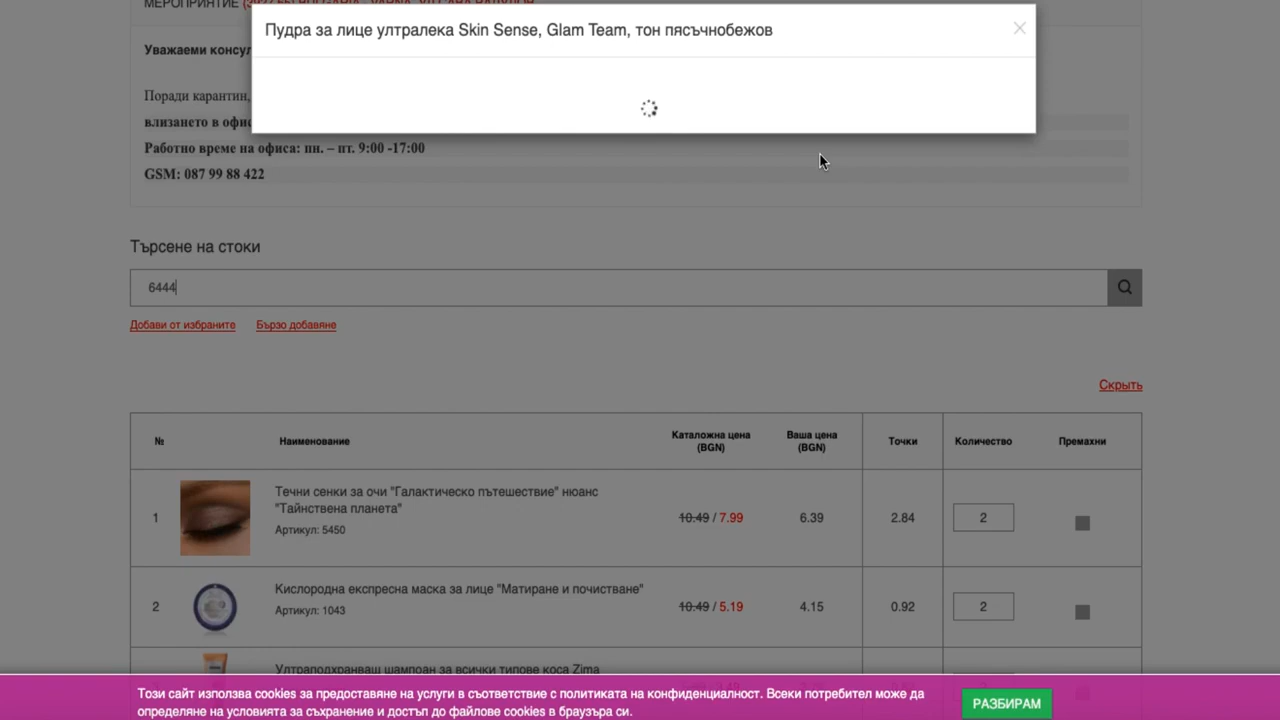 МЕРОПРИЯТИЕ
Пудра за лице ултралека Skin Sense, Glam Team, тон пясъчнобежов
×
Уважаеми консул
Поради карантин,
влизането в офис
Работно време на офиса: пн. – пт. 9:00 -17:00
GSM: 087 99 88 422
Търсене на стоки
6444
Добави от избраните Бързо добавяне
Скрыть
№ Наименование Каталожна цена (BGN) Ваша цена (BGN) Точки Количество Премахни
Течни сенки за очи "Галактическо пътешествие" нюанс
"Тайнствена планета"
1 10.49 / 7.99 6.39 2.84 2
Артикул: 5450
Кислородна експресна маска за лице "Матиране и почистване"
2 10.49 / 5.19 4.15 0.92 2
Артикул: 1043
Ултраподхранващ шампоан за всички типове коса Zima
Този сайт използва cookies за предоставяне на услуги в съответствие с политиката на конфиденциалност. Всеки потребител може да
определяне на условията за съхранение и достъп до файлове cookies в браузъра си.
РАЗБИРАМ